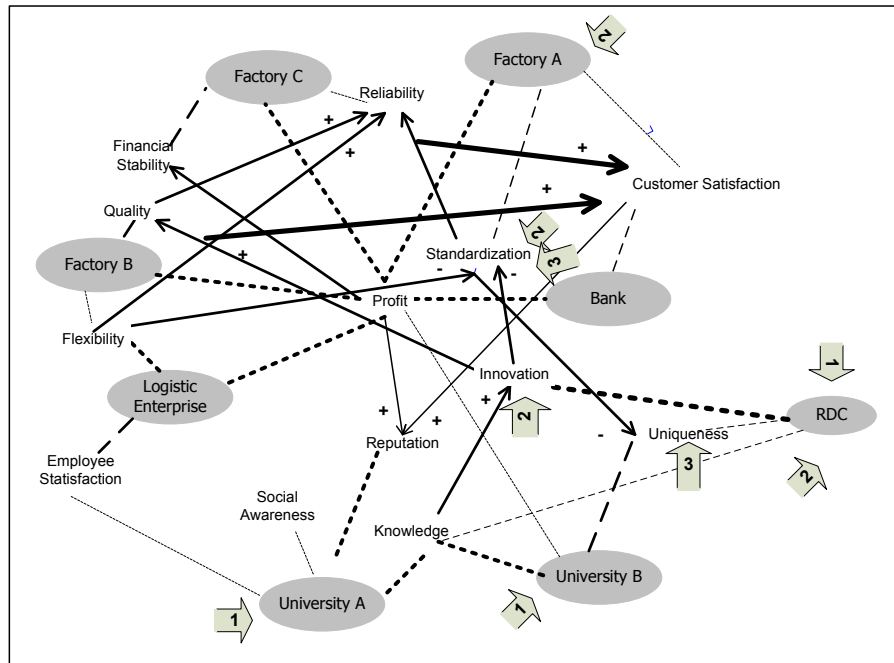 2
Factory A
Factory C
Reliability
+
+
+
Financial
Stability
Customer Satisfaction
+
Quality
2
Factory B
+
Standardization
-
-
3
Profit
Bank
Flexibility
1
Innovation
Logistic
Enterprise
+
+
+
2
RDC
Reputation
-
Uniqueness
3
2
Employee
Statisfaction
Social
Awareness
Knowledge
University B
1
University A
1